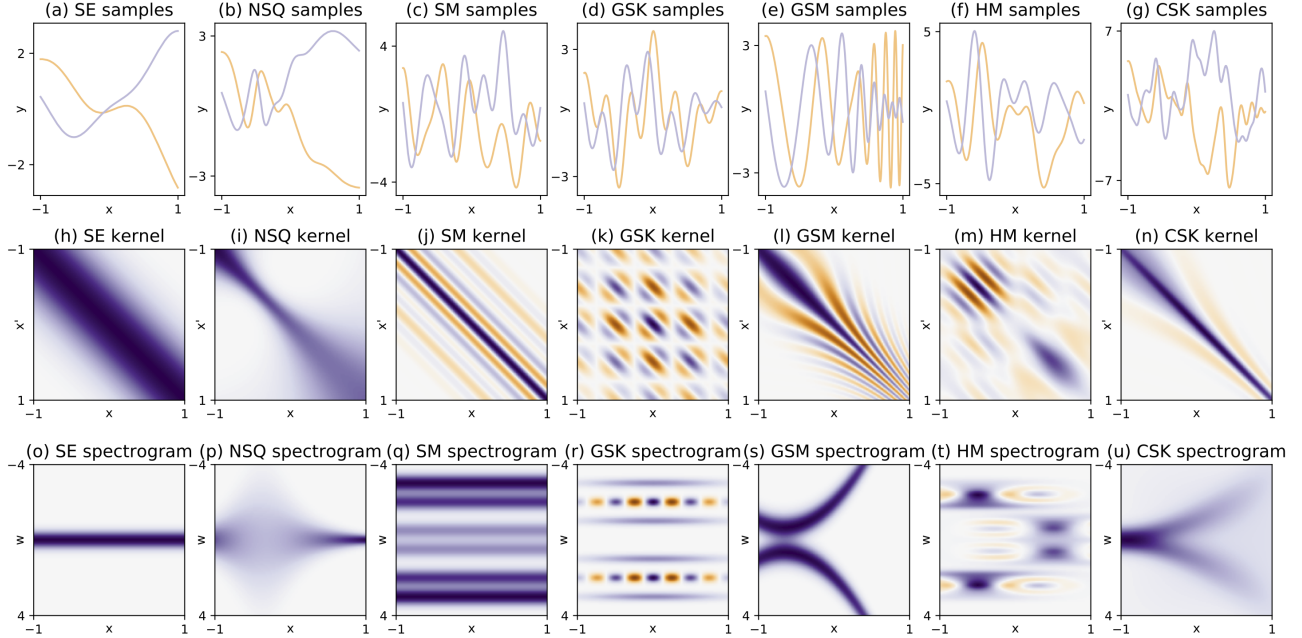 (a) SE samples
(b) NSQ samples
(c) SM samples
(d) GSK samples
(e) GSM samples
(f) HM samples
(g) CSK samples
2
−2
y
−1
x
1
3
−3
y
−1
x
1
4
−4
y
−1
x
1
3
−3
y
−1
x
1
3
−3
y
−1
x
1
5
−5
y
−1
x
1
7
−7
y
−1
x
1
(h) SE kernel
(i) NSQ kernel
(j) SM kernel
(k) GSK kernel
(l) GSM kernel
(m) HM kernel
(n) CSK kernel
-1
x'
1
−1
x
1
-1
x'
1
−1
x
1
-1
x'
1
−1
x
1
-1
x'
1
−1
x
1
-1
x'
1
−1
x
1
-1
x'
1
−1
x
1
-1
x'
1
−1
x
1
(o) SE spectrogram
(p) NSQ spectrogram
(q) SM spectrogram
(r) GSK spectrogram
(s) GSM spectrogram
(t) HM spectrogram
(u) CSK spectrogram
-4
w
4
−1
x
1
-4
w
4
−1
x
1
-4
w
4
−1
x
1
-4
w
4
−1
x
1
-4
w
4
−1
x
1
-4
w
4
−1
x
1
-4
w
4
−1
x
1